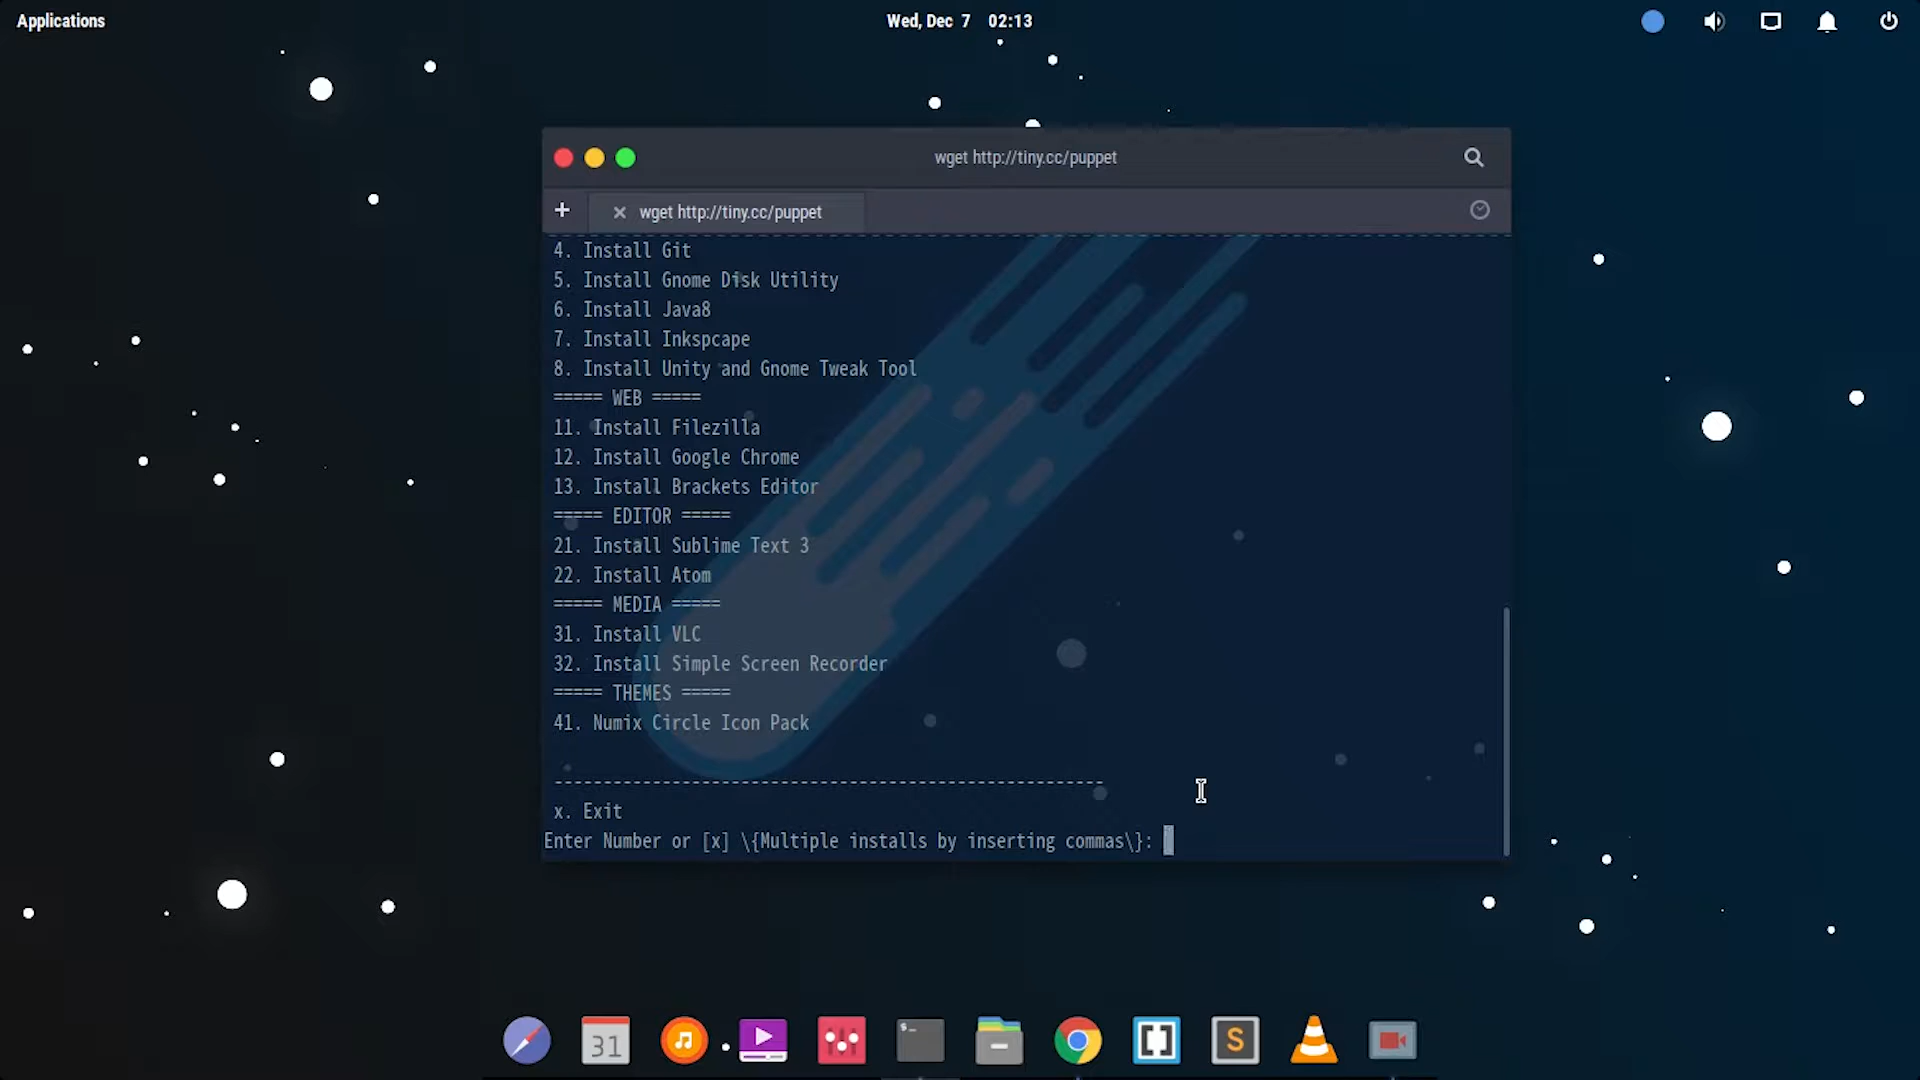 Applications
Wed, Dec 7 02:13
wget http://tiny.cc/puppet
wget http://tiny.cc/puppet
4. Install Git
5. Install Gnome Disk Utility
6. Install Java8
7. Install Inkspcape
8. Install Unity and Gnome Tweak Tool
===== WEB =====
11. Install Filezilla
12. Install Google Chrome
13. Install Brackets Editor
===== EDITOR =====
21. Install Sublime Text 3
22. Install Atom
===== MEDIA =====
31. Install VLC
32. Install Simple Screen Recorder
===== THEMES =====
41. Numix Circle Icon Pack
--------------------------------------------------------
x. Exit
Enter Number or [x] \{Multiple installs by inserting commas\}:
31
$_
S